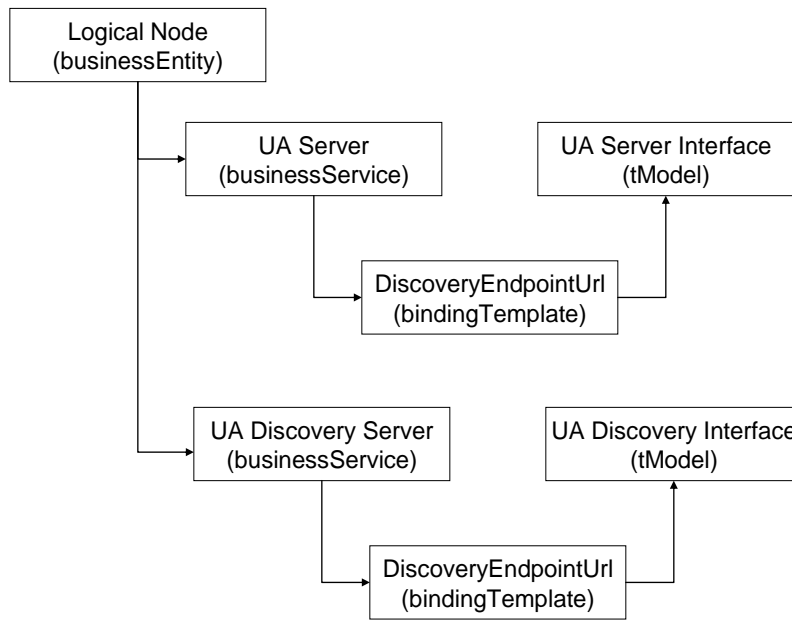 Logical Node
(businessEntity)
UA Server
(businessService)
UA Server Interface
(tModel)
DiscoveryEndpointUrl
(bindingTemplate)
UA Discovery Server
(businessService)
UA Discovery Interface
(tModel)
DiscoveryEndpointUrl
(bindingTemplate)